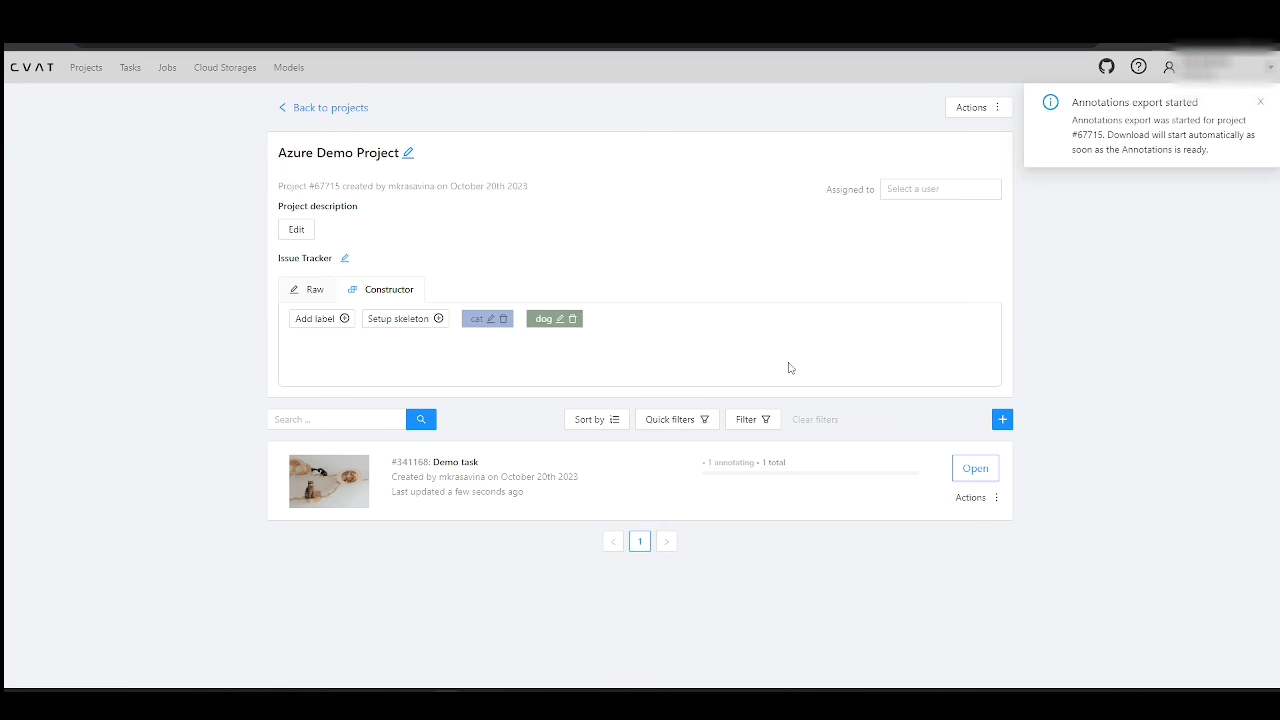 CVAT Projects Tasks Jobs Cloud Storages Models
Back to projects
Actions
Annotations export started
Annotations export was started for project
#67715. Download will start automatically as
soon as the Annotations is ready.
Azure Demo Project
Project #67715 created by mkrasavina on October 20th 2023
Assigned to Select a user
Project description
Edit
Issue Tracker
Raw Constructor
Add label Setup skeleton cat dog
Search ...
Sort by Quick filters Filter Clear filters
#341168: Demo task
Created by mkrasavina on October 20th 2023
Last updated a few seconds ago
• 1 annotating • 1 total
Open
Actions
< 1 >